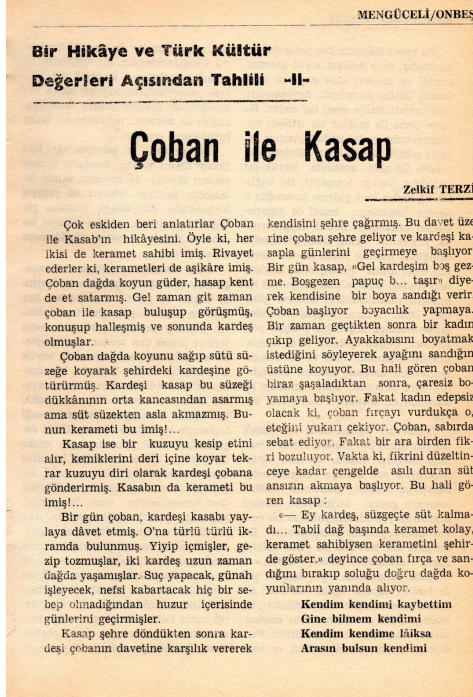 MENGÜCELİ/ONBEŞ
Bir Hikâye ve Türk Kültür
Değerleri Açısından Tahlili -II-
Çoban ile Kasap
Zelkif TERZİ
Çok eskiden beri anlatırlar Çoban
ile Kasab'ın hikâyesini. Öyle ki, her
ikisi de keramet sahibi imiş. Rivayet
ederler ki, kerametleri de aşikâre imiş.
Çoban dağda koyun güder, hasap kent
de et satarmış. Gel zaman git zaman
çoban ile kasap buluşup görüşmüş,
konuşup halleşmiş ve sonunda kardeş
olmuşlar.
Çoban dağda koyunu sağıp sütü sü-
zeğe koyarak şehirdeki kardeşine gö-
türürmüş. Kardeşi kasap bu süzeği
dükkânının orta kancasından asarmış
ama süt süzekten asla akmazmış. Bu-
nun kerameti bu imiş!...
Kasap ise bir kuzuyu kesip etini
alır, kemiklerini deri içine koyar tek-
rar kuzuyu diri olarak kardeşi çobana
gönderirmiş. Kasabın da kerameti bu
imiş!...
Bir gün çoban, kardeşi kasabı yay-
laya dâvet etmiş. O'na türlü türlü ik-
ramda bulunmuş. Yiyip içmişler, ge-
zip tozmuşlar, iki kardeş uzun zaman
dağda yaşamışlar. Suç yapacak, günah
işleyecek, nefsi kabartacak hiç bir se-
bep olmadığından huzur içerisinde
günlerini geçirmişler.
Kasap şehre döndükten sonra kar-
deşi çobanın davetine karşılık vererek
kendisini şehre çağırmış. Bu davet üze
rine çoban şehre geliyor ve kardeşi ka-
sapla günlerini geçirmeye başlıyor
Bir gün kasap, «Gel kardeşim boş gez-
me. Boşgezen papuç b... taşır» diye-
rek kendisine bir boya sandığı verir
Çoban başlıyor boyacılık yapmaya.
Bir zaman geçtikten sonra bir kadın
çıkıp geliyor. Ayakkabısını boyatmak
istediğini söyleyerek ayağını sandığın
üstüne koyuyor. Bu hali gören çoban
biraz şaşaladıktan sonra, çaresiz bo-
yamaya başlıyor. Fakat kadın edepsiz
olacak ki, çoban fırçayı vurdukça o,
eteğini yukarı çekiyor. Çoban, sabırda
sebat ediyor. Fakat bir ara birden fik-
ri bozuluyor. Vakta ki, fikrini düzeltin-
ceye kadar çengelde asılı duran süt
ansızın akmaya başlıyor. Bu hali gö-
ren kasap :
«— Ey kardeş, süzgeçte süt kalma-
dı... Tabiî dağ başında keramet kolay,
keramet sahibiysen kerametini şehir-
de göster.» deyince çoban fırça ve san-
dığını bırakıp soluğu doğru dağda ko-
yunlarının yanında alıyor.
Kendim kendimi kaybettim
Gine bilmem kendimi
Kendim kendime lâiksa
Arasın bulsun kendimi